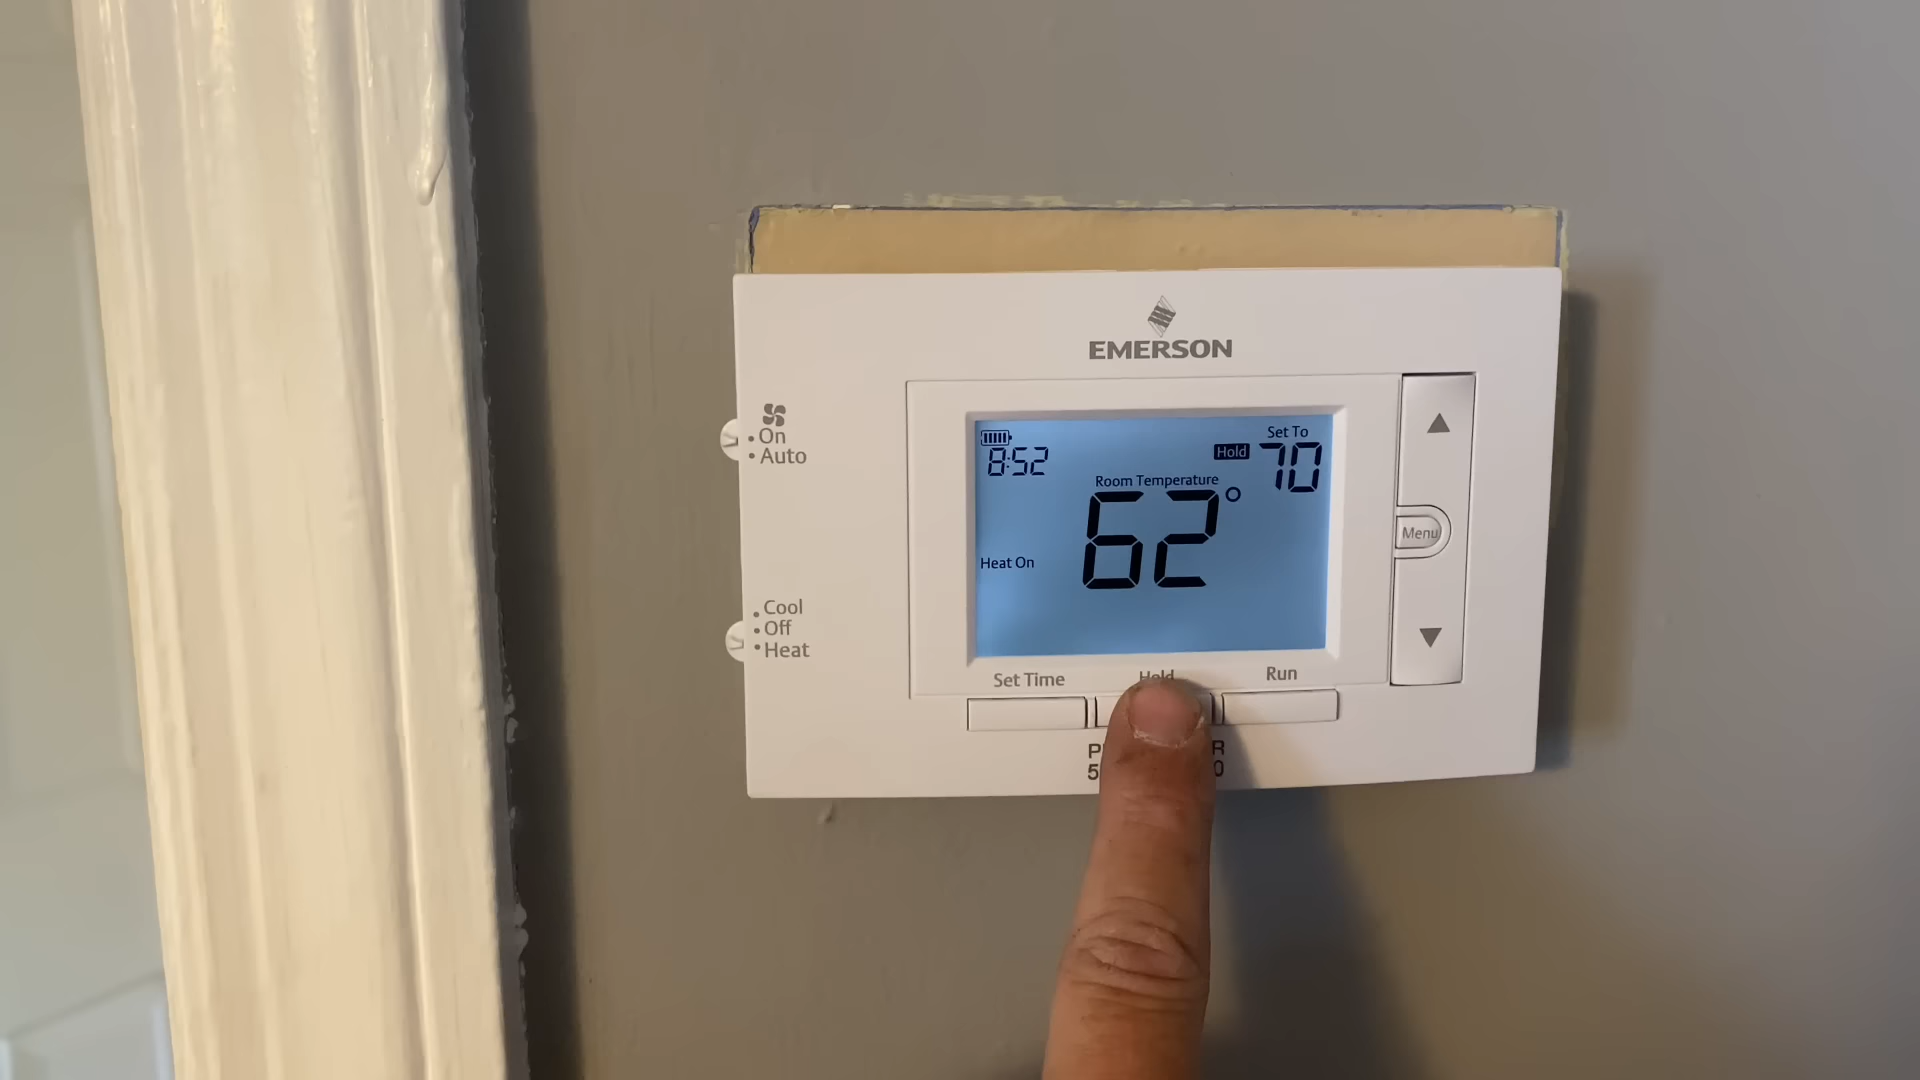 EMERSON
On
Auto
8:52
Hold
Set To
70
Room Temperature
62°
Heat On
Menu
Cool
Off
Heat
Set Time
Hold
Run